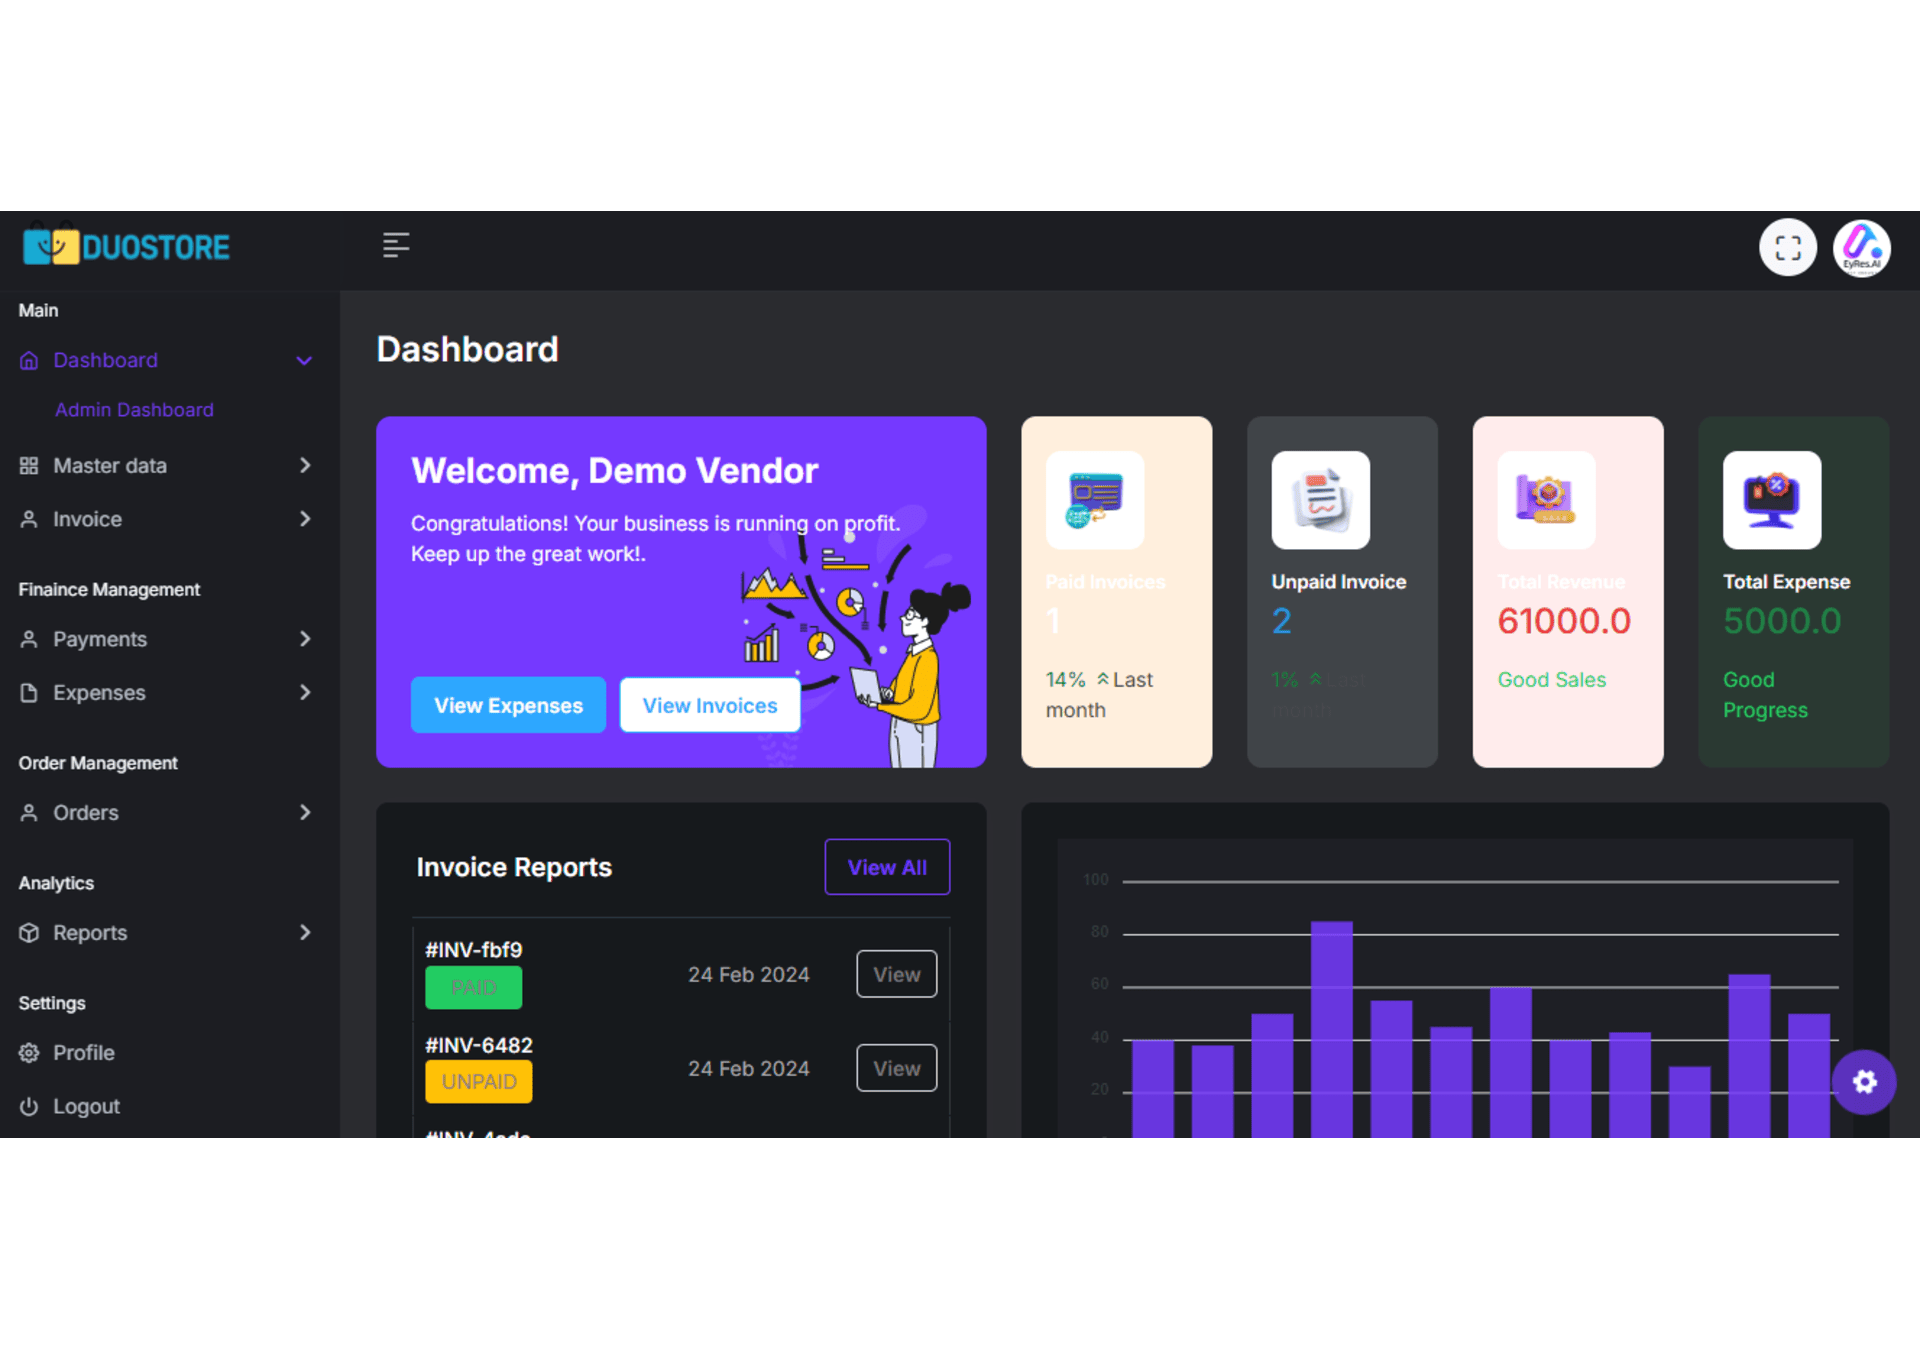 DUOSTORE
EyRes.AI
Main
Dashboard
Admin Dashboard
Master data
Invoice
Finaince Management
Payments
Expenses
Order Management
Orders
Analytics
Reports
Settings
Profile
Logout
Dashboard
Welcome, Demo Vendor
Congratulations! Your business is running on profit.
Keep up the great work!.
View Expenses
View Invoices
Paid Invoices
1
14% Last
month
Unpaid Invoice
2
1% Last
month
Total Revenue
61000.0
Good Sales
Total Expense
5000.0
Good
Progress
Invoice Reports
View All
#INV-fbf9
PAID
24 Feb 2024
View
#INV-6482
UNPAID
24 Feb 2024
View
100
80
60
40
20